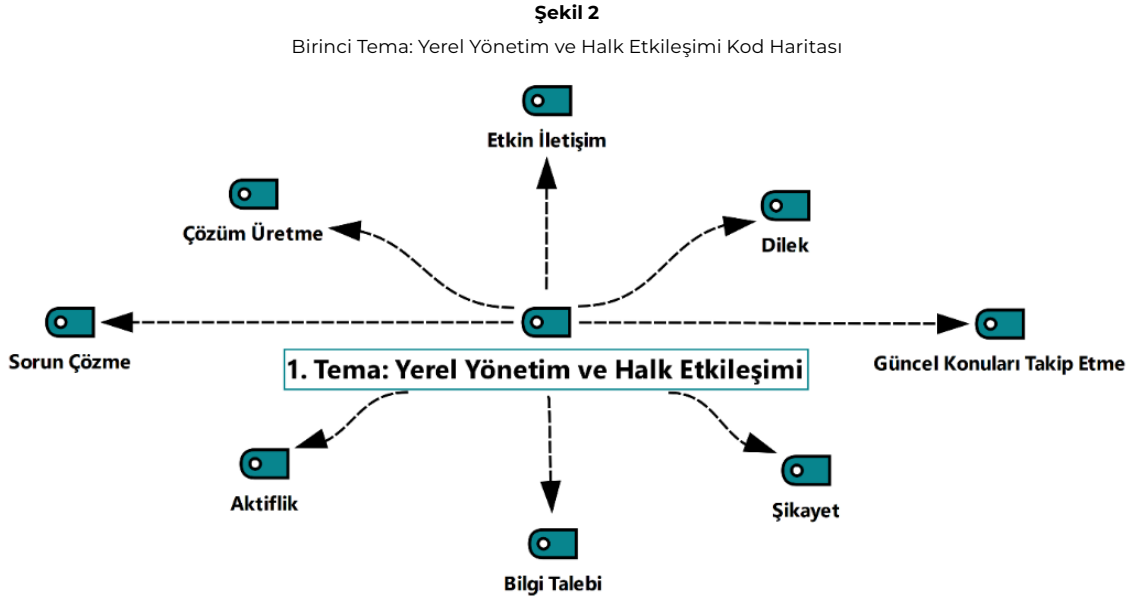 Şekil 2
Birinci Tema: Yerel Yönetim ve Halk Etkileşimi Kod Haritası
Etkin İletişim
Çözüm Üretme
Dilek
Sorun Çözme
Güncel Konuları Takip Etme
1. Tema: Yerel Yönetim ve Halk Etkileşimi
Aktiflik
Şikayet
Bilgi Talebi